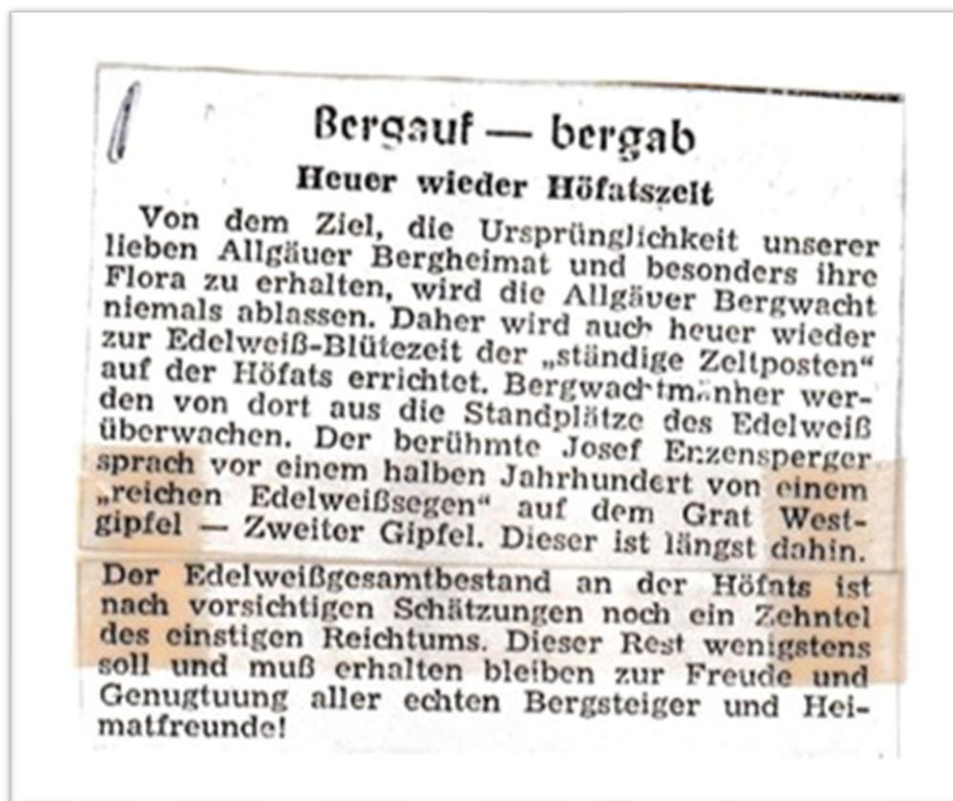 Bergauf — bergab
Heuer wieder Höfatszeit
Von dem Ziel, die Ursprünglichkeit unserer
lieben Allgäuer Bergheimat und besonders ihre
Flora zu erhalten, wird die Allgäuer Bergwacht
niemals ablassen. Daher wird auch heuer wieder
zur Edelweiß-Blütezeit der „ständige Zeltposten“
auf der Höfats errichtet. Bergwachtmänner wer-
den von dort aus die Standplätze des Edelweiß
überwachen. Der berühmte Josef Enzensperger
sprach vor einem halben Jahrhundert von einem
„reichen Edelweißsegen“ auf dem Grat West-
gipfel — Zweiter Gipfel. Dieser ist längst dahin.
Der Edelweißgesamtbestand an der Höfats ist
nach vorsichtigen Schätzungen noch ein Zehntel
des einstigen Reichtums. Dieser Rest wenigstens
soll und muß erhalten bleiben zur Freude und
Genugtuung aller echten Bergsteiger und Hei-
matfreunde!